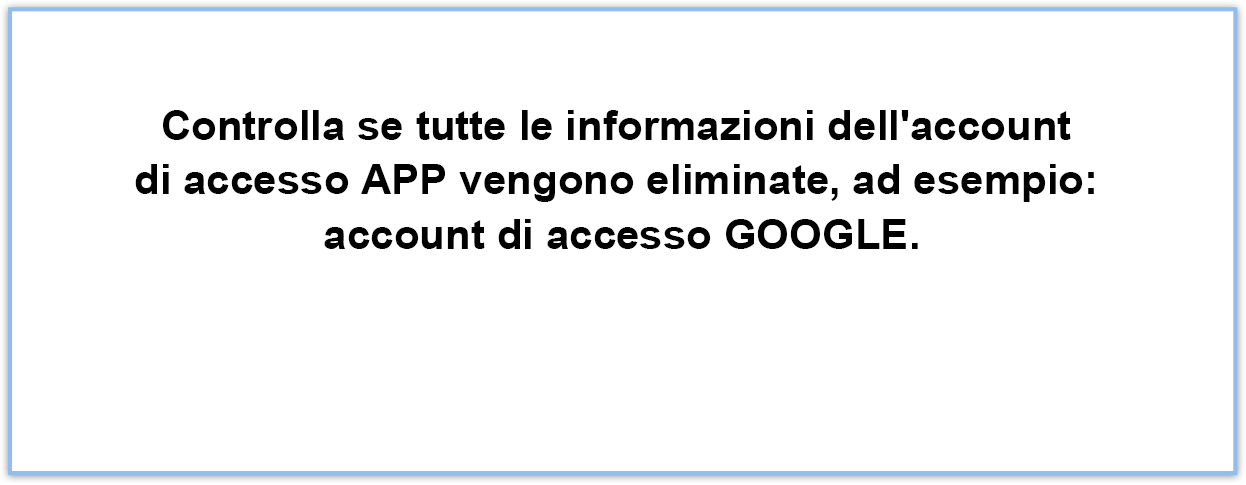 Controlla se tutte le informazioni dell'account
di accesso APP vengono eliminate, ad esempio:
account di accesso GOOGLE.